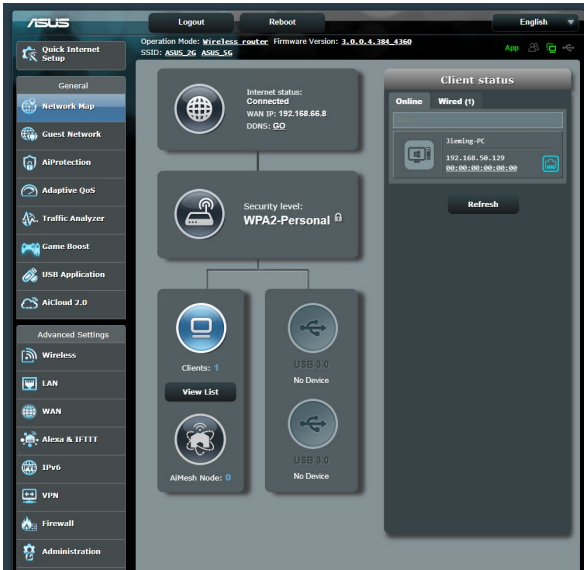 ASUS
Logout
Reboot
English
Operation Mode: Wireless router Firmware Version: 3.0.0.4.384_4360
SSID: ASUS_2G ASUS_5G
App
Quick Internet
Setup
General
Network Map
Guest Network
AiProtection
Adaptive QoS
Traffic Analyzer
Game Boost
USB Application
AiCloud 2.0
Advanced Settings
Wireless
LAN
WAN
Alexa & IFTTT
IPv6
VPN
Firewall
Administration
Internet status:
Connected
WAN IP: 192.168.66.8
DDNS: GO
Security level:
WPA2-Personal
Clients: 1
View List
AiMesh Node: 0
USB 3.0
No Device
USB 3.0
No Device
Client status
Online Wired (1)
Jieming-PC
192.168.50.129
00:00:00:00:00:00
Refresh